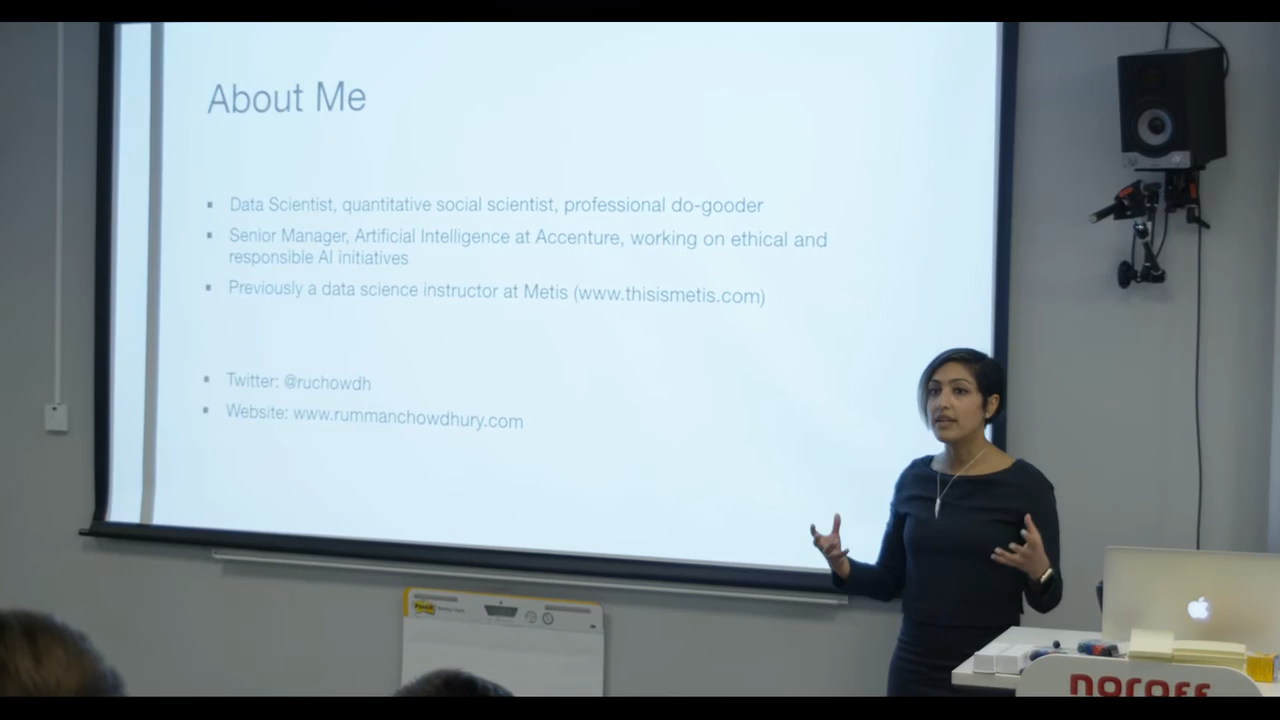 About Me
Data Scientist, quantitative social scientist, professional do-gooder
Senior Manager, Artificial Intelligence at Accenture, working on ethical and
responsible AI initiatives
Previously a data science instructor at Metis (www.thisismetis.com)
Twitter: @ruchowdh
Website: www.rummanchowdhury.com
Post-it
noroff